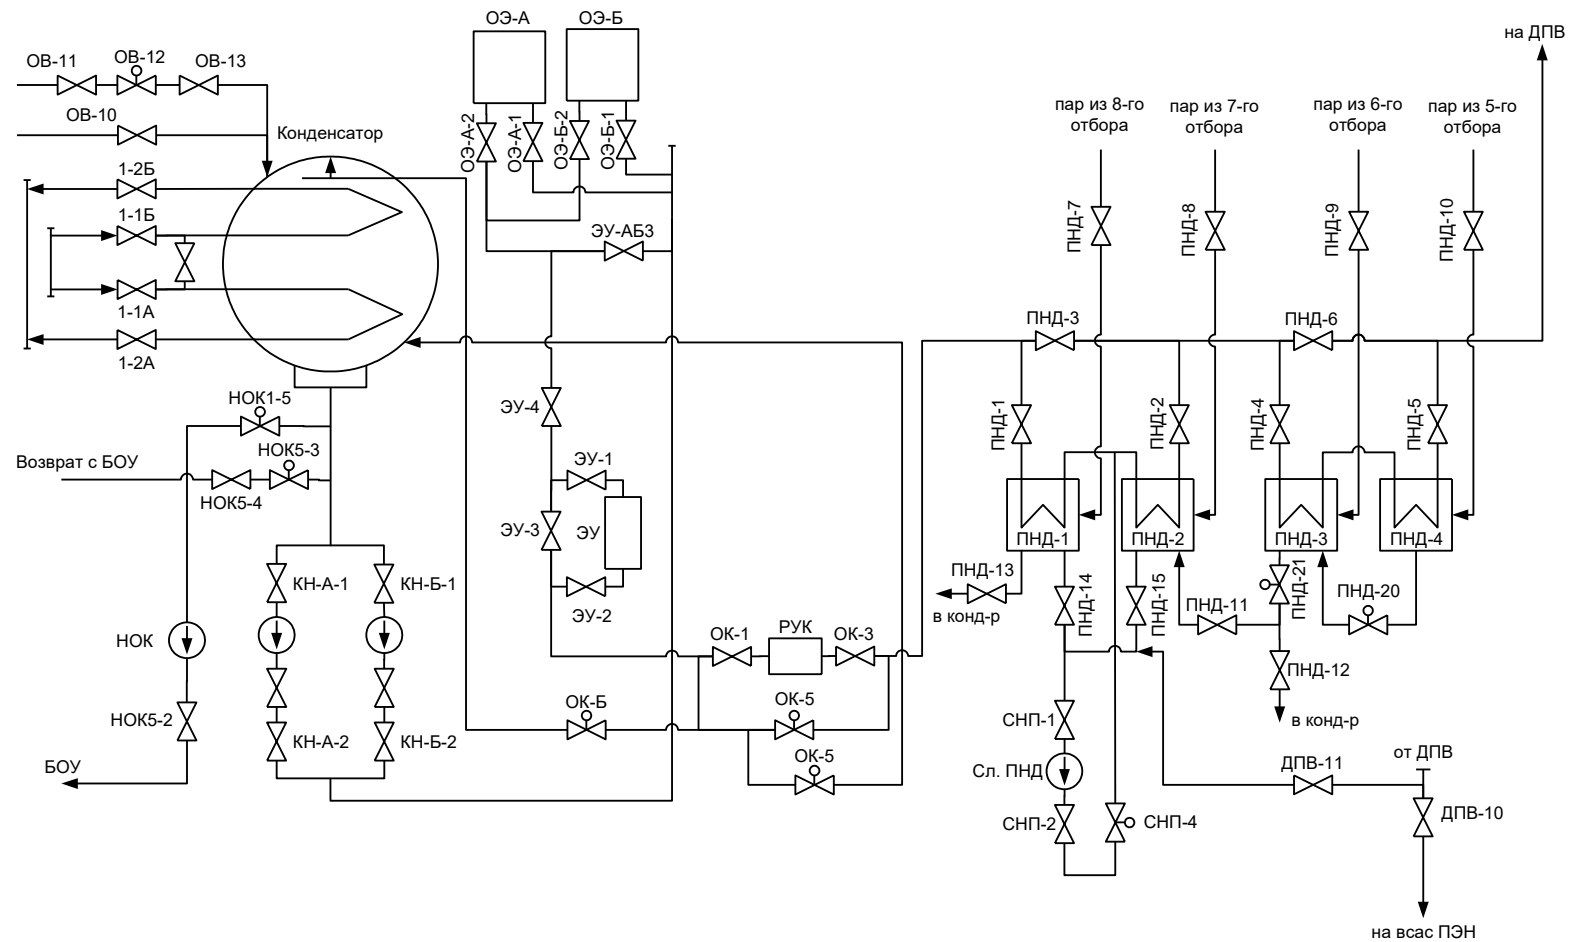 ОЭ-А
ОЭ-Б
на ДПВ
ОВ-11
ОВ-12
ОВ-13
ОВ-10
Конденсатор
ОЭ-А-2
ОЭ-А-1
ОЭ-Б-2
ОЭ-Б-1
пар из 8-го
отбора
пар из 7-го
отбора
пар из 6-го
отбора
пар из 5-го
отбора
1-2Б
1-1Б
1-1А
1-2А
ЭУ-АБ3
ПНД-7
ПНД-8
ПНД-9
ПНД-10
ПНД-3
ПНД-6
НОК1-5
НОК5-3
Возврат с БОУ
НОК5-4
ЭУ-4
ЭУ-1
ЭУ-3
ЭУ
ЭУ-2
ПНД-1
ПНД-2
ПНД-4
ПНД-5
ПНД-1
ПНД-2
ПНД-3
ПНД-4
КН-А-1
КН-Б-1
ПНД-13
в конд-р
ПНД-14
ПНД-15
ПНД-11
ПНД-21
ПНД-20
НОК
ОК-1
РУК
ОК-3
ПНД-12
в конд-р
НОК5-2
КН-А-2
КН-Б-2
ОК-Б
ОК-5
ОК-5
СНП-1
Сл. ПНД
СНП-2
СНП-4
БОУ
ДПВ-11
от ДПВ
ДПВ-10
на всас ПЭН